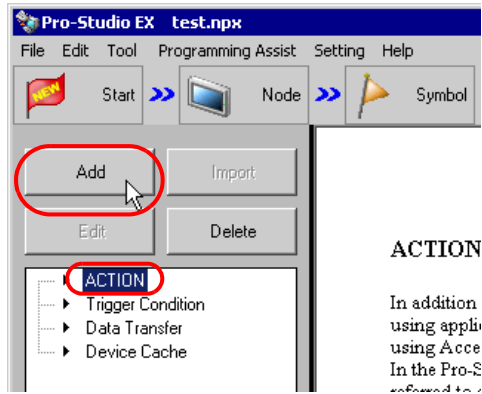 Pro-Studio EX test.npx
File Edit Tool Programming Assist Setting Help
NEW Start Node Symbol
Add Import
Edit Delete
ACTION
Trigger Condition
Data Transfer
Device Cache
ACTION
In addition
using appli
using Acce
In the Pro-S